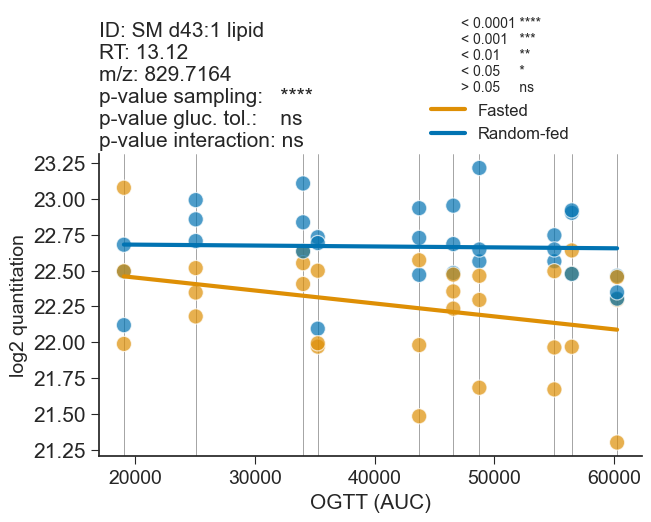 ID: SM d43:1 lipid
RT: 13.12
m/z: 829.7164
p-value sampling: ****
p-value gluc. tol.: ns
p-value interaction: ns
< 0.0001 ****
< 0.001 ***
< 0.01 **
< 0.05 *
> 0.05 ns
Fasted
Random-fed
log2 quantitation
23.25
23.00
22.75
22.50
22.25
22.00
21.75
21.50
21.25
20000 30000 40000 50000 60000
OGTT (AUC)